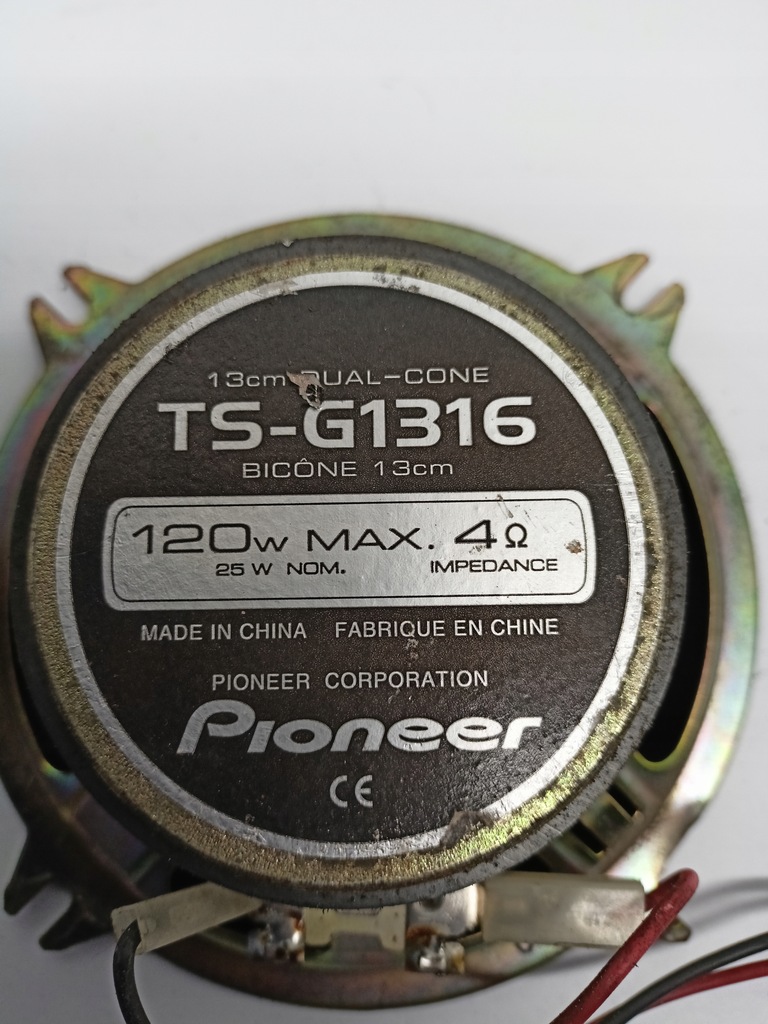 13cm DUAL-CONE
TS-G1316
BICÔNE 13cm
120W MAX. 4Ω
25 W NOM. IMPEDANCE
MADE IN CHINA FABRIQUE EN CHINE
PIONEER CORPORATION
Pioneer
CE